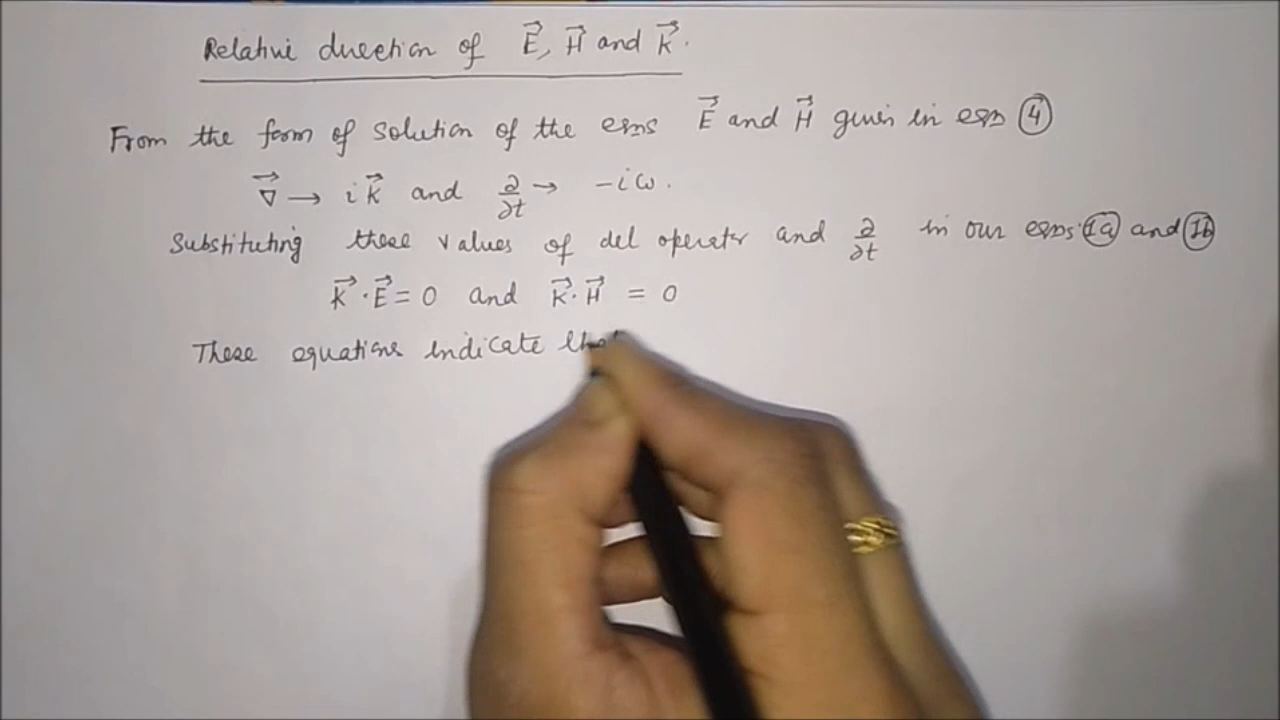 Relative direction of E⃗, H⃗ and K⃗.
From the form of solution of the eqns E⃗ and H⃗ given in eqn ④
∇⃗ → iK⃗ and ∂/∂t → -iω.
Substituting these values of del operator and ∂/∂t in our eqns 1a and 1b
K⃗ · E⃗ = 0 and K⃗ · H⃗ = 0
These equations indicate that